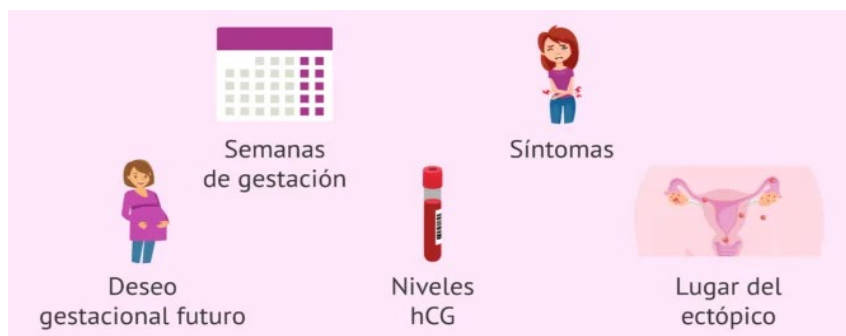 Semanas
de gestación
Síntomas
Deseo
gestacional futuro
Niveles
hCG
Lugar del
ectópico